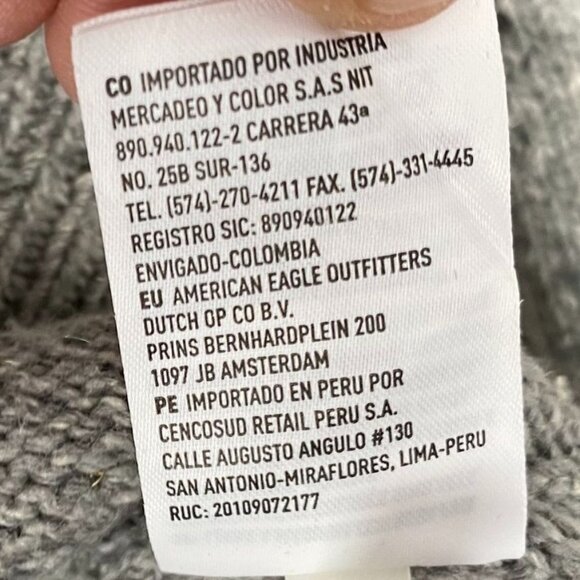 CO IMPORTADO POR INDUSTRIA
MERCADEO Y COLOR S.A.S NIT
890.940.122-2 CARRERA 43ª
NO. 25B SUR-136
TEL. (574)-270-4211 FAX. (574)-331-4445
REGISTRO SIC: 890940122
ENVIGADO-COLOMBIA
EU AMERICAN EAGLE OUTFITTERS
DUTCH OP CO B.V.
PRINS BERNHARDPLEIN 200
1097 JB AMSTERDAM
PE IMPORTADO EN PERU POR
CENCOSUD RETAIL PERU S.A.
CALLE AUGUSTO ANGULO #130
SAN ANTONIO-MIRAFLORES, LIMA-PERU
RUC: 20109072177